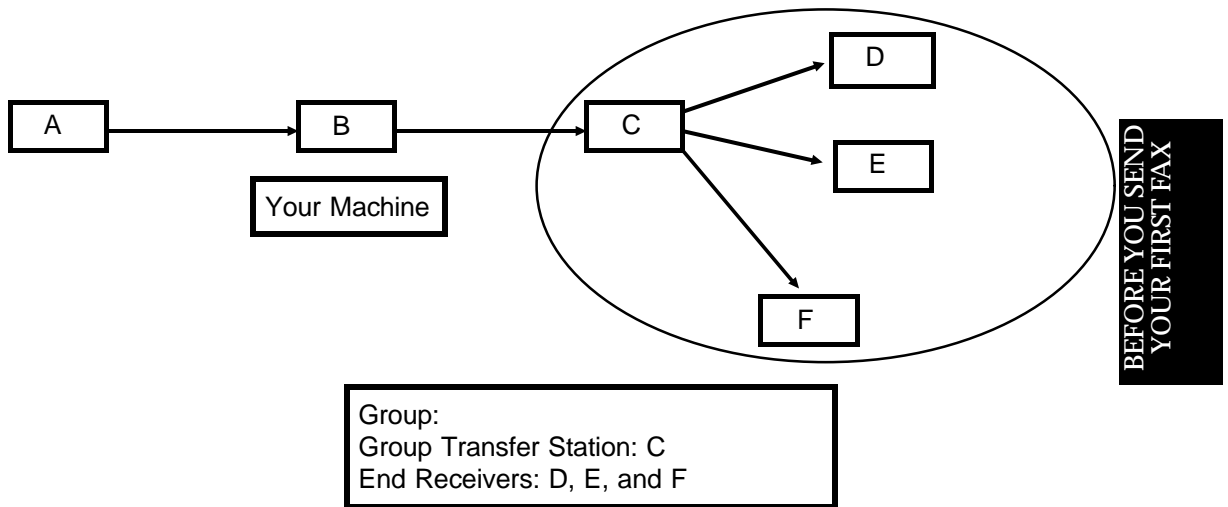 D
A
B
C
E
Your Machine
F
BEFORE YOU SEND
YOUR FIRST FAX
Group:
Group Transfer Station: C
End Receivers: D, E, and F